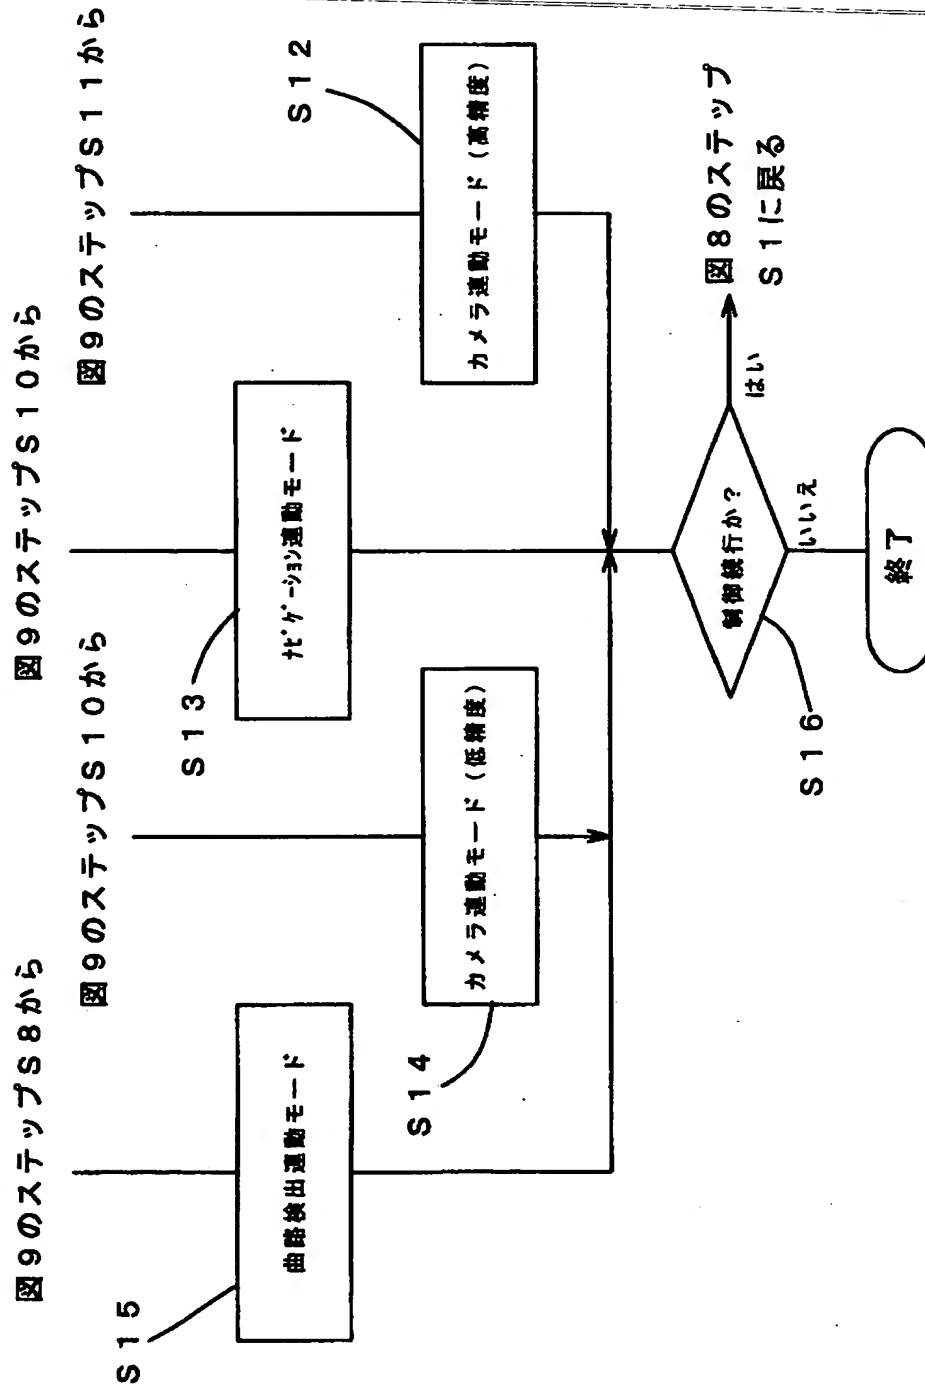 図9のステップS8から
図9のステップS10から
図9のステップS10から
図9のステップS11から
S15
曲路検出連動モード
S14
カメラ連動モード（低精度）
S13
ﾅﾋﾞｹﾞｰｼｮﾝ連動モード
S12
カメラ連動モード（高精度）
S16
制御続行か?
はい
図8のステップ
S1に戻る
いいえ
終了